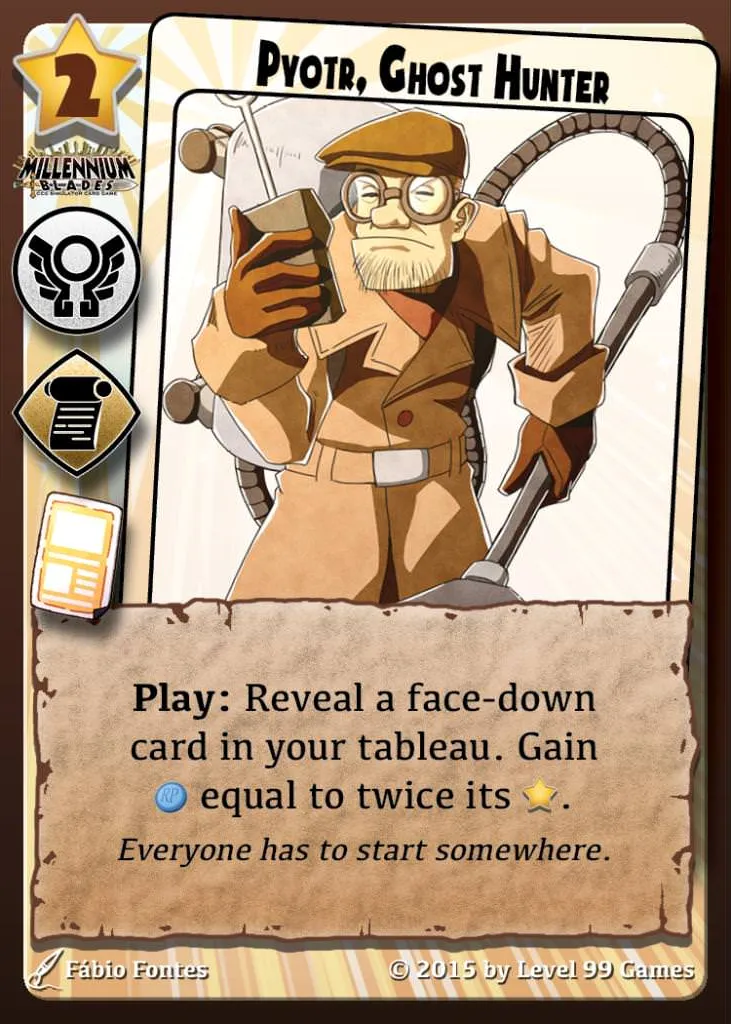 2
Pyotr, Ghost Hunter
MILLENNIUM
BLADES
CCG SIMULATOR CARD GAME
Play: Reveal a face-down
card in your tableau. Gain
RP equal to twice its .
Everyone has to start somewhere.
Fábio Fontes
© 2015 by Level 99 Games